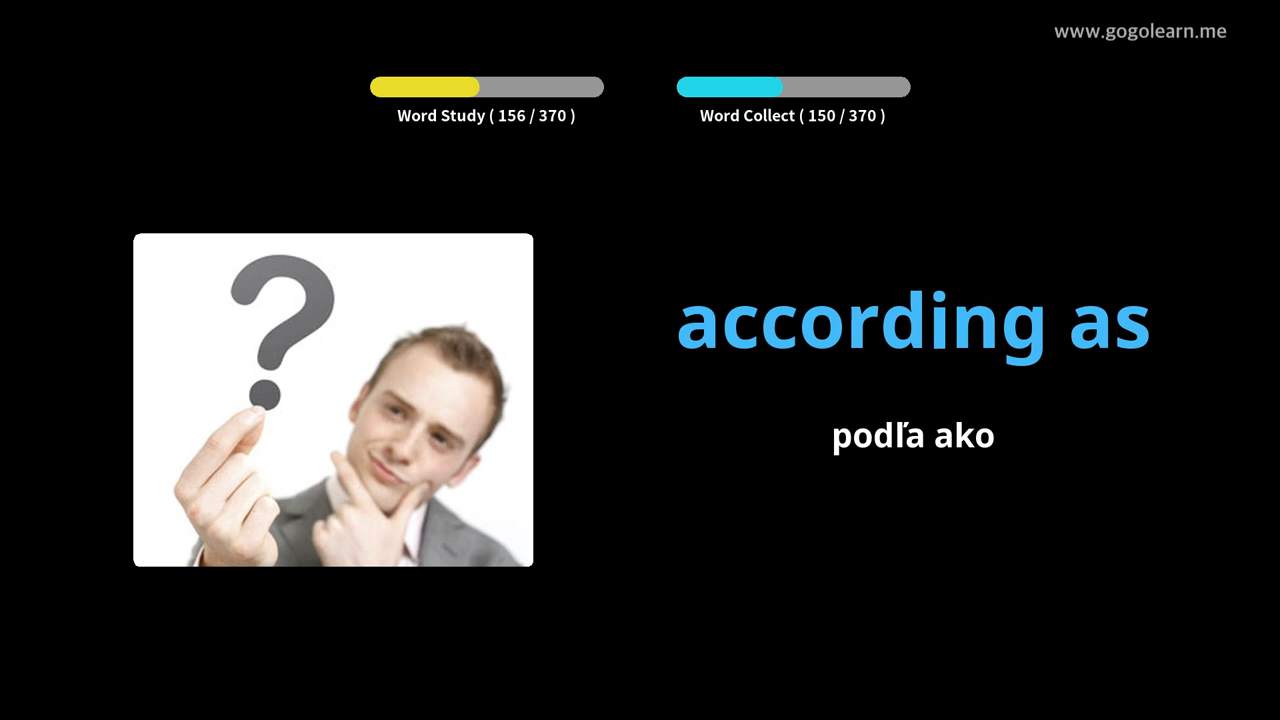 www.gogolearn.me
Word Study ( 156 / 370 )
Word Collect ( 150 / 370 )
?
according as
podľa ako